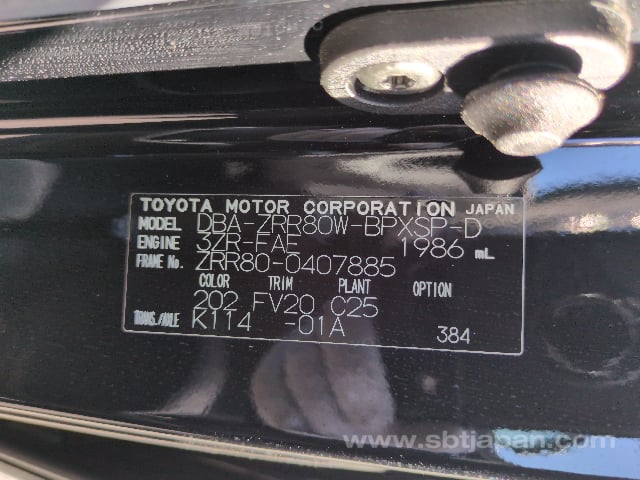 TOYOTA MOTOR CORPORATION JAPAN
MODEL DBA-ZRR80W-BPXSP-D
ENGINE 3ZR-FAE 1986 mL
FRAME No. ZRR80-0407885
COLOR TRIM PLANT OPTION
202 FV20 C25
TRANS./AXLE K114 -01A 384
www.sbtjapan.com